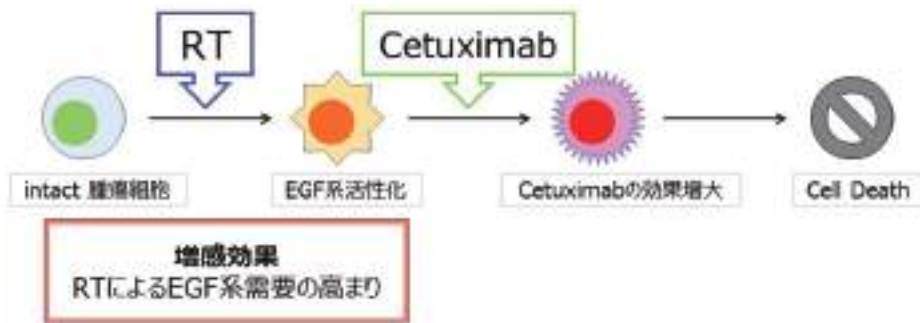 RT
Cetuximab
intact 腫瘍細胞
EGF系活性化
Cetuximabの効果増大
Cell Death
増感効果
RTによるEGF系需要の高まり